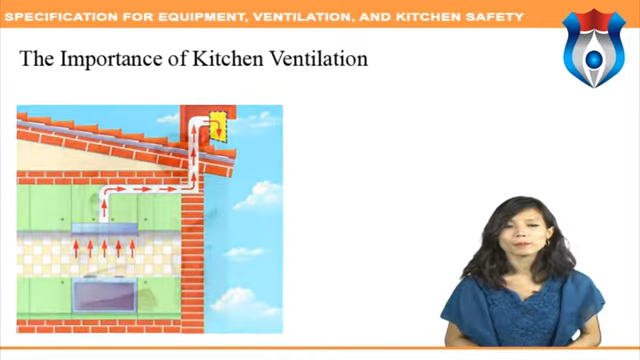 SPECIFICATION FOR EQUIPMENT, VENTILATION, AND KITCHEN SAFETY
The Importance of Kitchen Ventilation